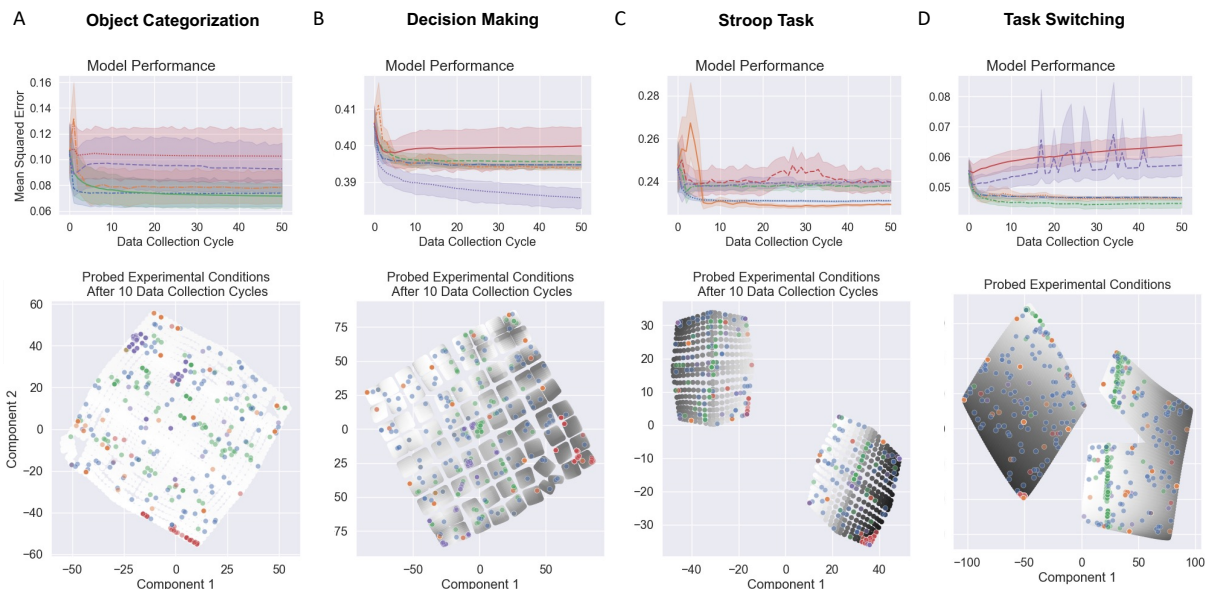 A Object Categorization
Model Performance
Mean Squared Error
0.16
0.14
0.12
0.10
0.08
0.06
0 10 20 30 40 50
Data Collection Cycle
Probed Experimental Conditions
After 10 Data Collection Cycles
Component 2
60
40
20
0
−20
−40
−60
−50 −25 0 25 50
Component 1
B Decision Making
Model Performance
0.41
0.40
0.39
0 10 20 30 40 50
Data Collection Cycle
Probed Experimental Conditions
After 10 Data Collection Cycles
75
50
25
0
25
50
75
−50 0 50
Component 1
C Stroop Task
Model Performance
0.28
0.26
0.24
0 10 20 30 40 50
Data Collection Cycle
Probed Experimental Conditions
After 10 Data Collection Cycles
30
20
10
0
−10
−20
−30
−40 −20 0 20 40
Component 1
D Task Switching
Model Performance
0.08
0.07
0.06
0.05
0 10 20 30 40 50
Data Collection Cycle
Probed Experimental Conditions
−100 −50 0 50 100
Component 1